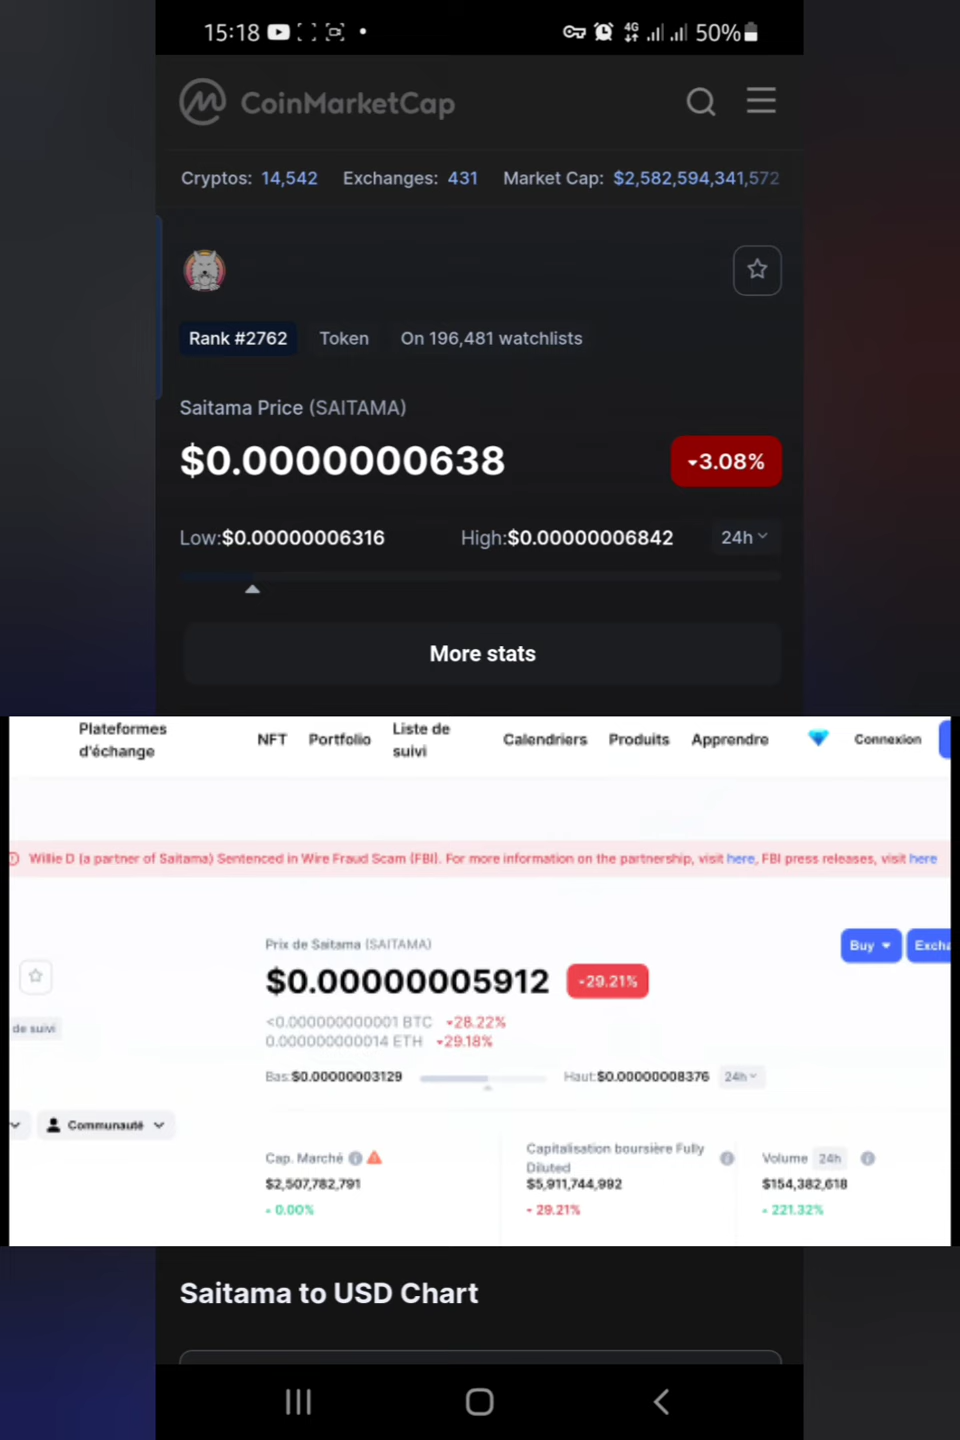 15:18
4G
50%
CoinMarketCap
Cryptos: 14,542 Exchanges: 431 Market Cap: $2,582,594,341,572
Rank #2762 Token On 196,481 watchlists
Saitama Price (SAITAMA)
$0.0000000638 3.08%
Low:$0.00000006316 High:$0.00000006842 24h
More stats
Plateformes d'échange
NFT Portfolio
Liste de suivi
Calendriers Produits Apprendre Connexion
Willie D (a partner of Saitama) Sentenced in Wire Fraud Scam (FBI). For more information on the partnership, visit here, FBI press releases, visit here
Prix de Saitama (SAITAMA)
Buy Excha
$0.00000005912 29.21%
de suivi
<0.000000000001 BTC 28.22%
0.000000000014 ETH 29.18%
Bas:$0.00000003129 Haut:$0.00000008376 24h
Communauté
Cap. Marché
$2,507,782,791
0.00%
Capitalisation boursière Fully Diluted
$5,911,744,992
29.21%
Volume 24h
$154,382,618
221.32%
Saitama to USD Chart